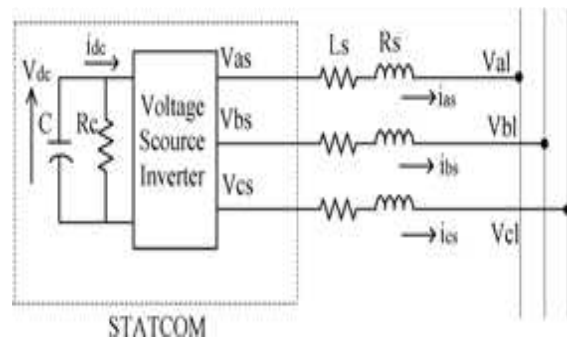 idc
Vdc
C
Rc
Voltage
Scource
Inverter
Vas
Vbs
Vcs
Ls
Rs
ias
ibs
ics
Val
Vbl
Vcl
STATCOM